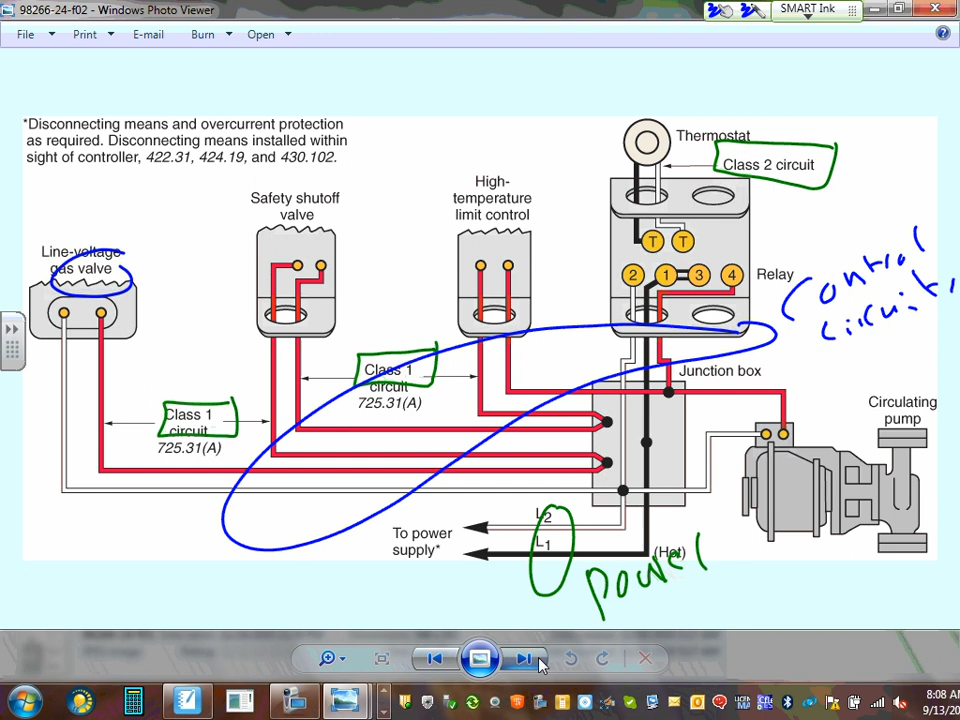 98266-24-f02 - Windows Photo Viewer
SMART Ink
File Print E-mail Burn Open
*Disconnecting means and overcurrent protection
as required. Disconnecting means installed within
sight of controller, 422.31, 424.19, and 430.102.
Thermostat
Class 2 circuit
High-
temperature
limit control
Safety shutoff
valve
Line-voltage
gas valve
T T
2 1 3 4
Relay
Control
circuit
Junction box
Class 1
circuit
725.31(A)
Class 1
circuit
725.31(A)
Circulating
pump
To power
supply*
L2
L1
(Hot)
power
8:08 AM
9/13/20